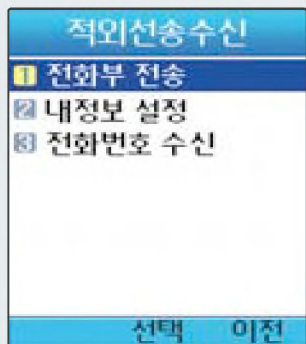 적외선송수신
1 전화부 전송
2 내정보 설정
3 전화번호 수신
선택 이전